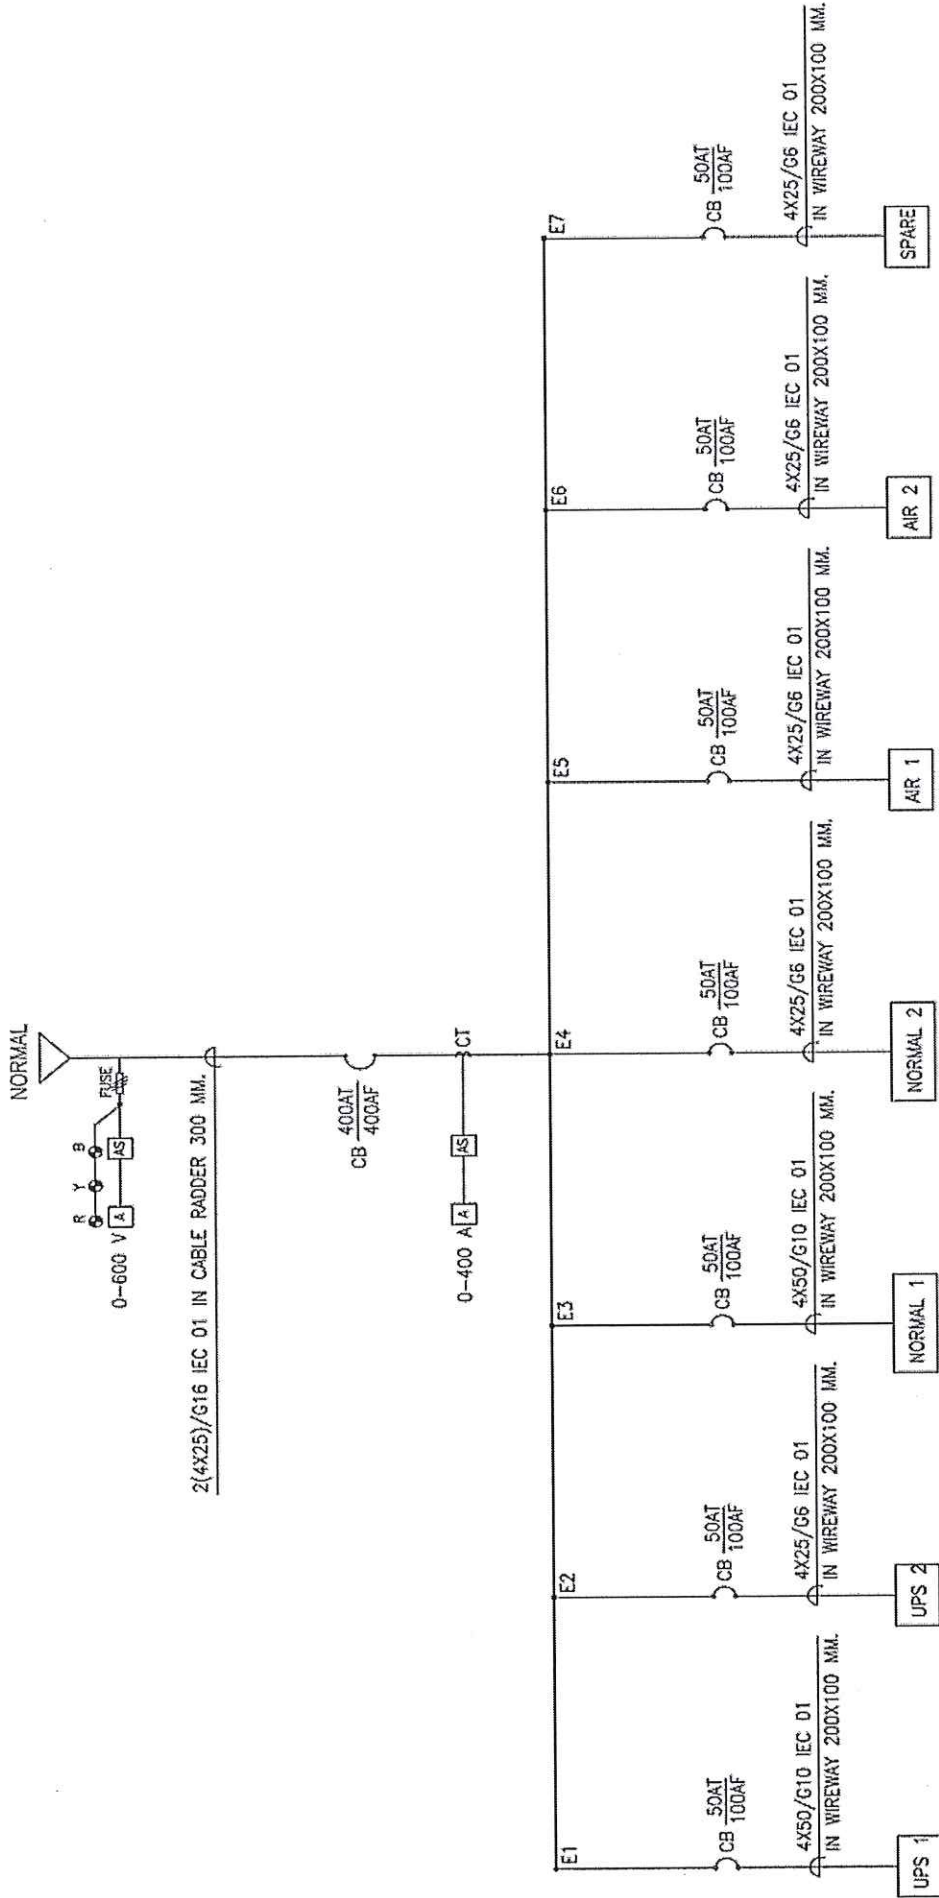 NORMAL
FUSE
R Y B
0-600 V A AS
2(4X25)/G16 IEC 01 IN CABLE RADDER 300 MM.
CB 400AT
400AF
CT
0-400 A A AS
E1
CB 50AT
100AF
4X50/G10 IEC 01
IN WIREWAY 200X100 MM.
UPS 1
E2
CB 50AT
100AF
4X25/G6 IEC 01
IN WIREWAY 200X100 MM.
UPS 2
E3
CB 50AT
100AF
4X50/G10 IEC 01
IN WIREWAY 200X100 MM.
NORMAL 1
E4
CB 50AT
100AF
4X25/G6 IEC 01
IN WIREWAY 200X100 MM.
NORMAL 2
E5
CB 50AT
100AF
4X25/G6 IEC 01
IN WIREWAY 200X100 MM.
AIR 1
E6
CB 50AT
100AF
4X25/G6 IEC 01
IN WIREWAY 200X100 MM.
AIR 2
E7
CB 50AT
100AF
4X25/G6 IEC 01
IN WIREWAY 200X100 MM.
SPARE